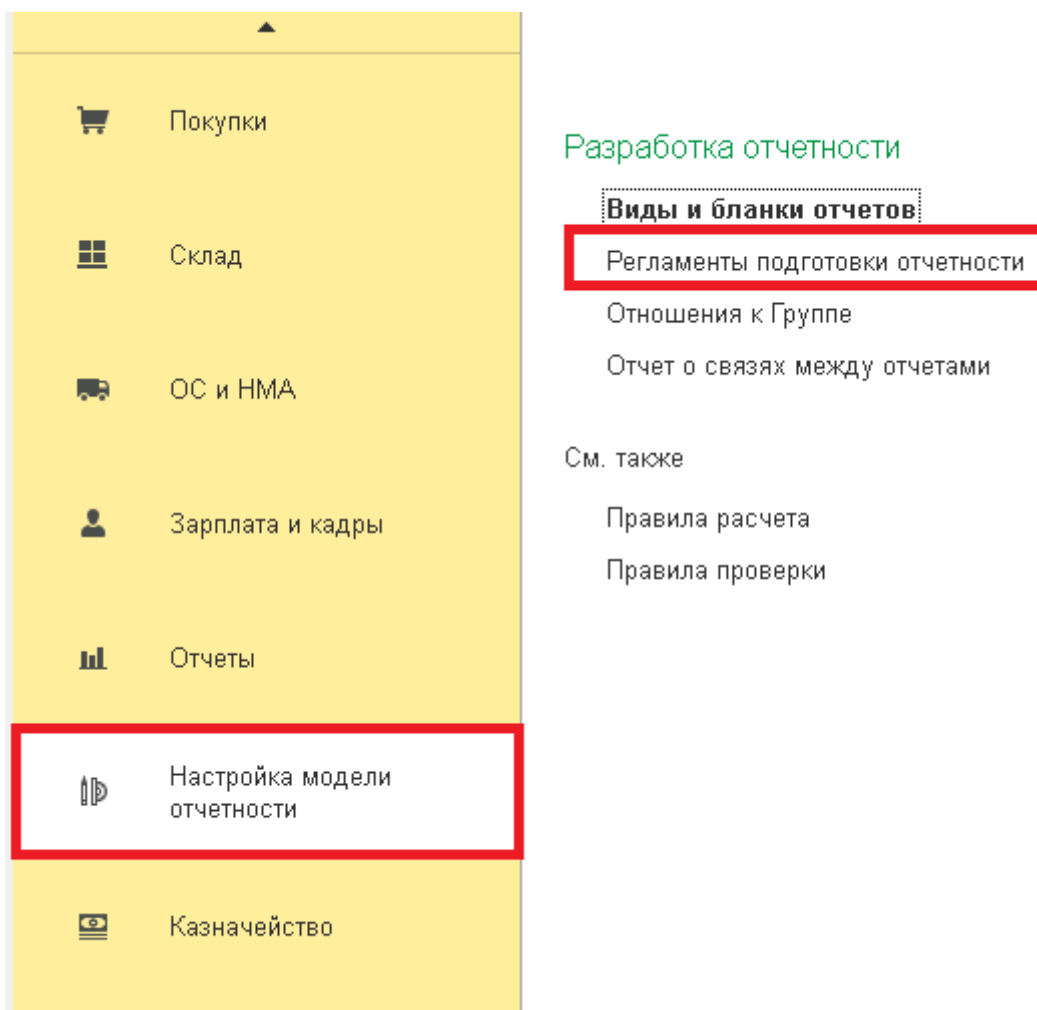 Покупки
Склад
ОС и НМА
Зарплата и кадры
Отчеты
Настройка модели
отчетности
Казначейство
Разработка отчетности
Виды и бланки отчетов
Регламенты подготовки отчетности
Отношения к Группе
Отчет о связях между отчетами
См. также
Правила расчета
Правила проверки